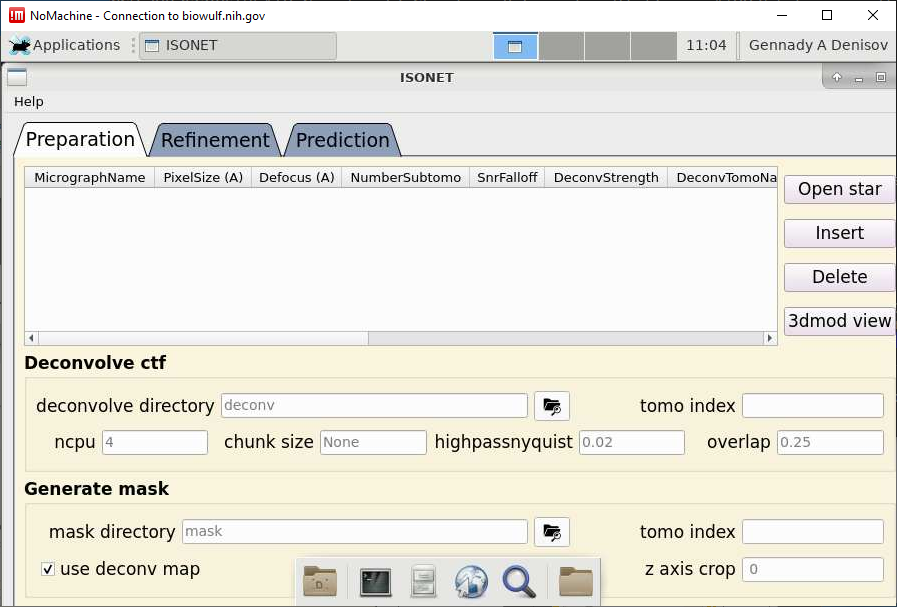 NoMachine - Connection to biowulf.nih.gov
Applications ISONET 11:04 Gennady A Denisov
ISONET
Help
Preparation Refinement Prediction
MicrographName PixelSize (A) Defocus (A) NumberSubtomo SnrFalloff DeconvStrength DeconvTomoNa
Open star
Insert
Delete
3dmod view
Deconvolve ctf
deconvolve directory deconv tomo index
ncpu 4 chunk size None highpassnyquist 0.02 overlap 0.25
Generate mask
mask directory mask tomo index
use deconv map z axis crop 0